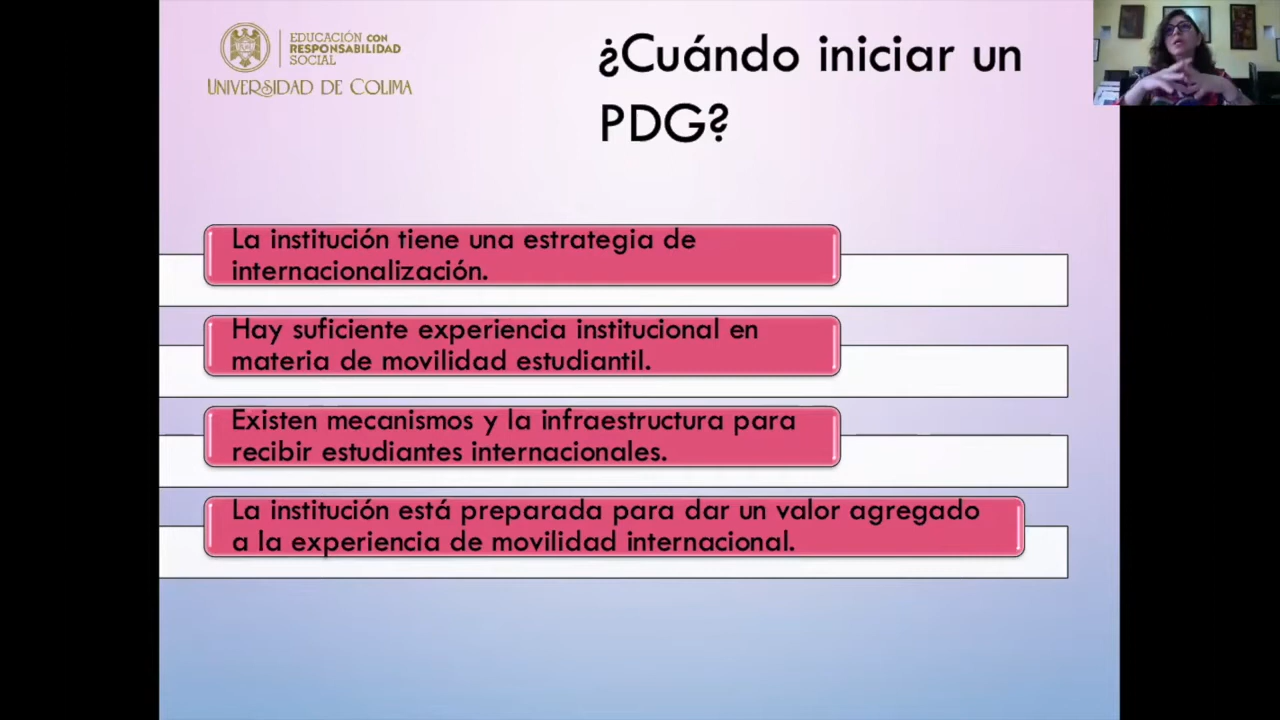 EDUCACIÓN CON
RESPONSABILIDAD
SOCIAL
UNIVERSIDAD DE COLIMA
¿Cuándo iniciar un
PDG?
La institución tiene una estrategia de
internacionalización.
Hay suficiente experiencia institucional en
materia de movilidad estudiantil.
Existen mecanismos y la infraestructura para
recibir estudiantes internacionales.
La institución está preparada para dar un valor agregado
a la experiencia de movilidad internacional.